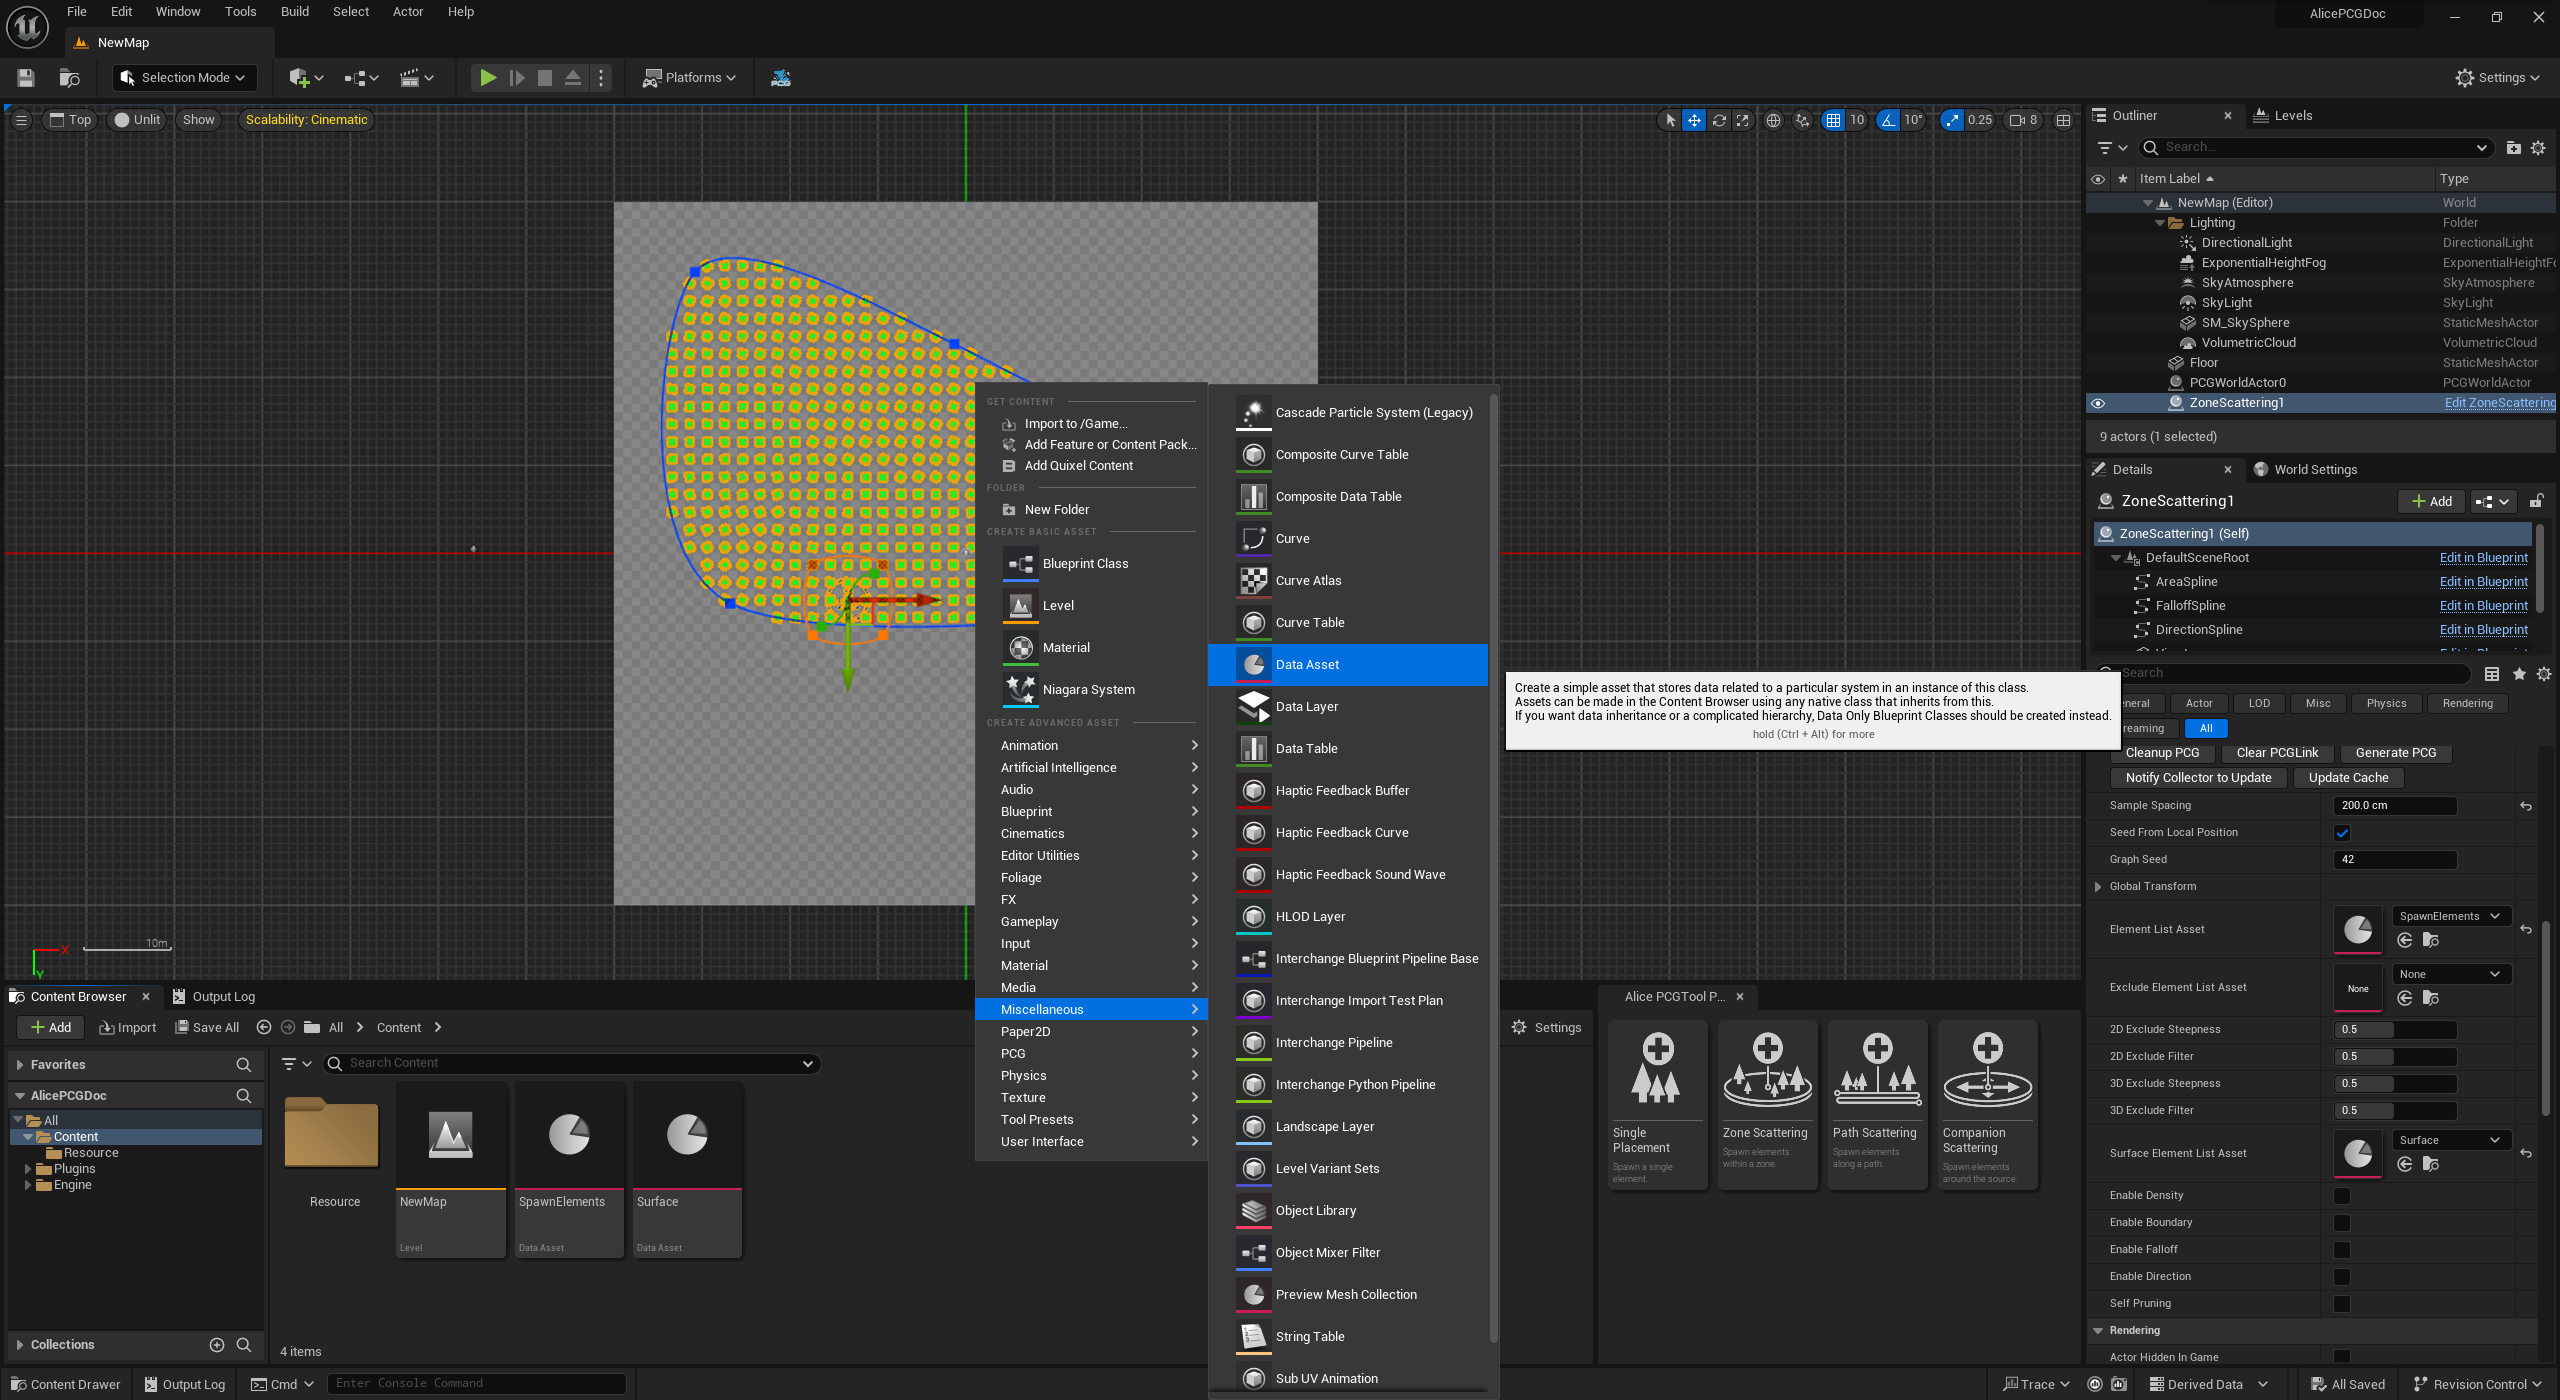 File Edit Window Tools Build Select Actor Help
AlicePCGDoc
NewMap
Selection Mode
Platforms
Settings
Top Unlit Show Scalability: Cinematic
10 10° 0.25 8
10m
X
Y
Outliner Levels
Search...
Item Label Type
NewMap (Editor) World
Lighting Folder
DirectionalLight DirectionalLight
ExponentialHeightFog ExponentialHeightFo
SkyAtmosphere SkyAtmosphere
SkyLight SkyLight
SM_SkySphere StaticMeshActor
VolumetricCloud VolumetricCloud
Floor StaticMeshActor
PCGWorldActor0 PCGWorldActor
ZoneScattering1 Edit ZoneScattering
9 actors (1 selected)
Details World Settings
ZoneScattering1
Add
ZoneScattering1 (Self)
DefaultSceneRoot Edit in Blueprint
AreaSpline Edit in Blueprint
FalloffSpline Edit in Blueprint
DirectionSpline Edit in Blueprint
Search
neral Actor LOD Misc Physics Rendering
reaming All
Cleanup PCG Clear PCGLink Generate PCG
Notify Collector to Update Update Cache
Sample Spacing 200.0 cm
Seed From Local Position
Graph Seed 42
Global Transform
Element List Asset SpawnElements
Exclude Element List Asset None None
2D Exclude Steepness 0.5
2D Exclude Filter 0.5
3D Exclude Steepness 0.5
3D Exclude Filter 0.5
Surface Element List Asset Surface
Enable Density
Enable Boundary
Enable Falloff
Enable Direction
Self Pruning
Rendering
Actor Hidden In Game
GET CONTENT
Import to /Game...
Add Feature or Content Pack...
Add Quixel Content
FOLDER
New Folder
CREATE BASIC ASSET
Blueprint Class
Level
Material
Niagara System
CREATE ADVANCED ASSET
Animation
Artificial Intelligence
Audio
Blueprint
Cinematics
Editor Utilities
Foliage
FX
Gameplay
Input
Material
Media
Miscellaneous
Paper2D
PCG
Physics
Texture
Tool Presets
User Interface
Cascade Particle System (Legacy)
Composite Curve Table
Composite Data Table
Curve
Curve Atlas
Curve Table
Data Asset
Data Layer
Data Table
Haptic Feedback Buffer
Haptic Feedback Curve
Haptic Feedback Sound Wave
HLOD Layer
Interchange Blueprint Pipeline Base
Interchange Import Test Plan
Interchange Pipeline
Interchange Python Pipeline
Landscape Layer
Level Variant Sets
Object Library
Object Mixer Filter
Preview Mesh Collection
String Table
Sub UV Animation
Create a simple asset that stores data related to a particular system in an instance of this class.
Assets can be made in the Content Browser using any native class that inherits from this.
If you want data inheritance or a complicated hierarchy, Data Only Blueprint Classes should be created instead.
hold (Ctrl + Alt) for more
Content Browser Output Log
Add Import Save All All Content
Settings
Favorites
AlicePCGDoc
All
Content
Resource
Plugins
Engine
Collections
Search Content
Resource
NewMap
Level
SpawnElements
Data Asset
Surface
Data Asset
4 items
Alice PCGTool P...
Single
Placement
Spawn a single
element.
Zone Scattering
Spawn elements
within a zone.
Path Scattering
Spawn elements
along a path.
Companion
Scattering
Spawn elements
around the source.
Content Drawer Output Log Cmd Enter Console Command
Trace Derived Data All Saved Revision Control